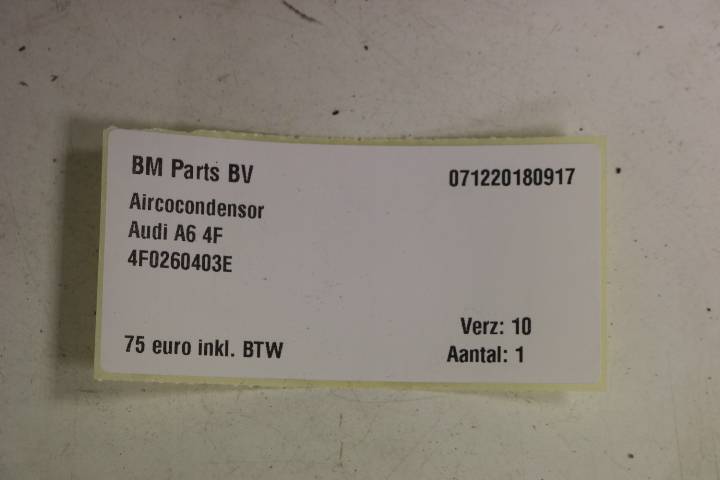 BM Parts BV
071220180917
Aircocondensor
Audi A6 4F
4F0260403E
75 euro inkl. BTW
Verz: 10
Aantal: 1